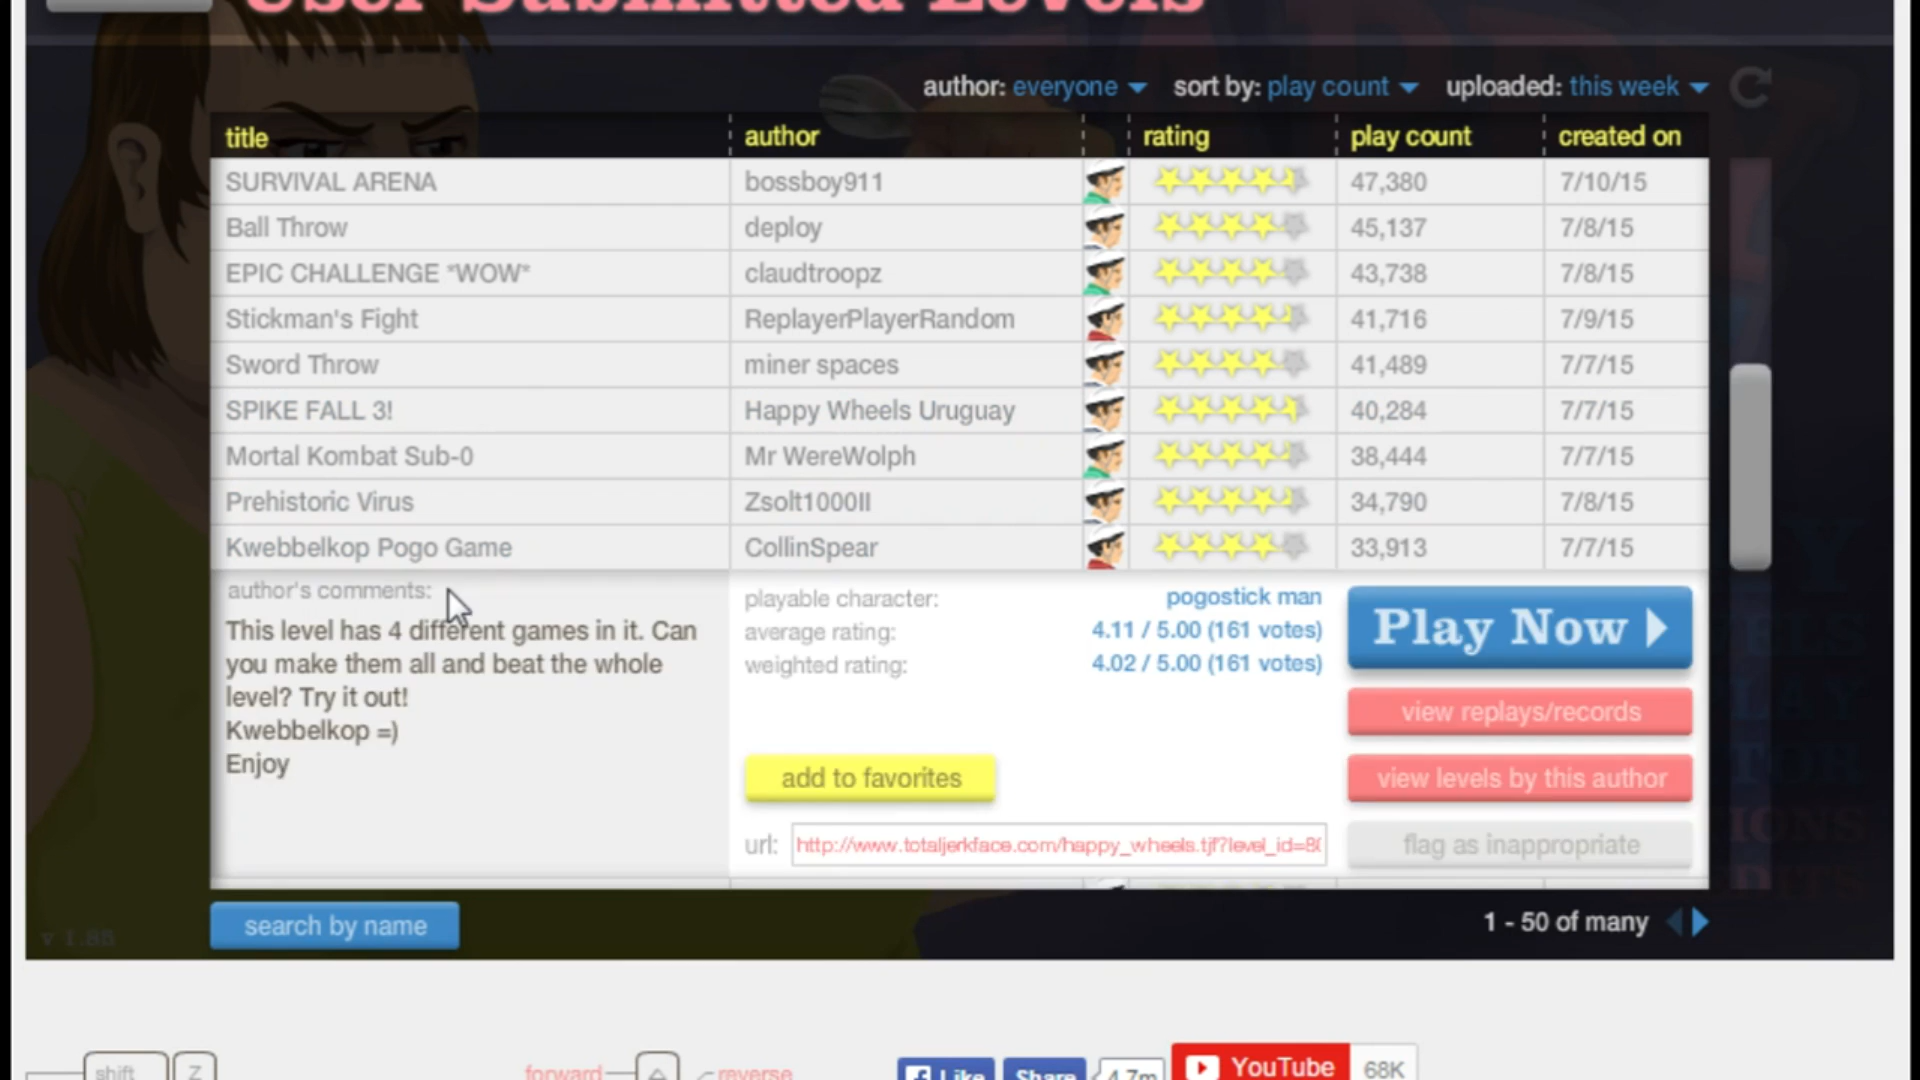 User Submitted Levels
author: everyone sort by: play count uploaded: this week
title author rating play count created on
SURVIVAL ARENA bossboy911 47,380 7/10/15
Ball Throw deploy 45,137 7/8/15
EPIC CHALLENGE *WOW* claudtroopz 43,738 7/8/15
Stickman's Fight ReplayerPlayerRandom 41,716 7/9/15
Sword Throw miner spaces 41,489 7/7/15
SPIKE FALL 3! Happy Wheels Uruguay 40,284 7/7/15
Mortal Kombat Sub-0 Mr WereWolph 38,444 7/7/15
Prehistoric Virus Zsolt1000II 34,790 7/8/15
Kwebbelkop Pogo Game CollinSpear 33,913 7/7/15
author's comments:
This level has 4 different games in it. Can
you make them all and beat the whole
level? Try it out!
Kwebbelkop =)
Enjoy
playable character: pogostick man
average rating: 4.11 / 5.00 (161 votes)
weighted rating: 4.02 / 5.00 (161 votes)
add to favorites
url: http://www.totaljerkface.com/happy_wheels.tjf?level_id=8
Play Now
view replays/records
view levels by this author
flag as inappropriate
search by name
1 - 50 of many
v 1.85
shift Z
forward reverse
Like Share 4.7m YouTube 68K